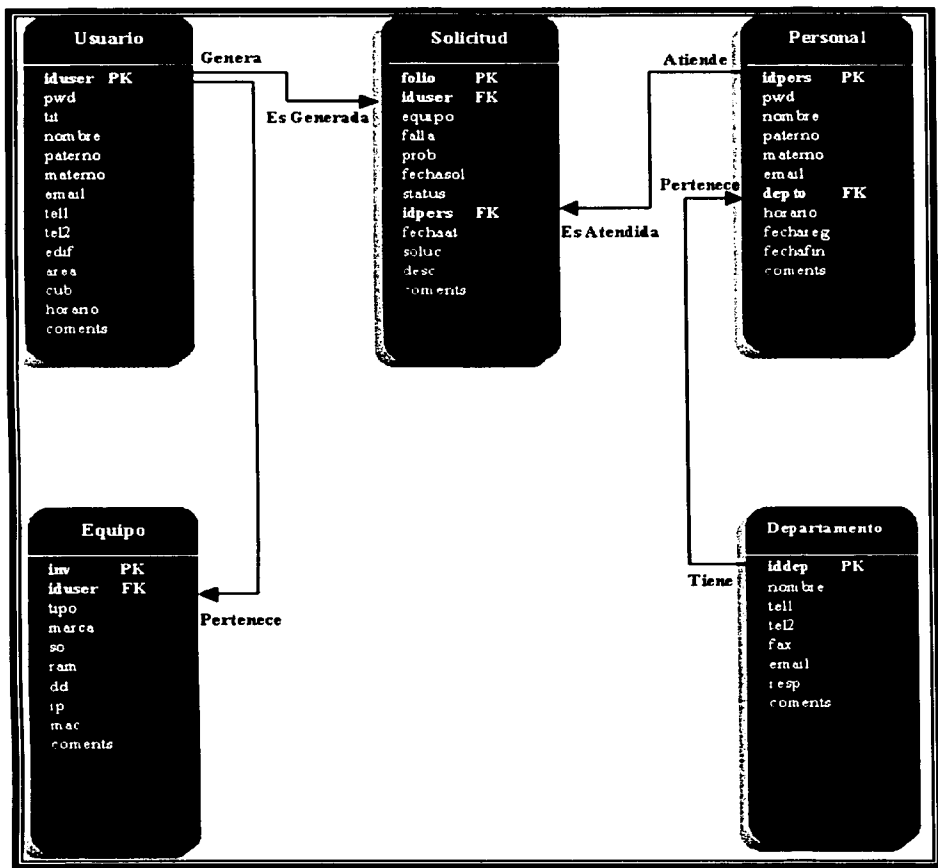 Usuario
iduser PK
pwd
tit
nombre
paterno
materno
email
tel1
tel2
edif
area
cub
horario
coments
Genera
Es Generada
Solicitud
folio PK
iduser FK
equipo
falla
prob
fechasol
status
idpers FK
fechaat
soluc
desc
coments
Atiende
Es Atendida
Personal
idpers PK
pwd
nombre
paterno
materno
email
depto FK
horario
fechareg
fechafin
coments
Pertenece
Equipo
inv PK
iduser FK
tipo
marca
so
ram
dd
ip
mac
coments
Pertenece
Tiene
Departamento
iddep PK
nombre
tel1
tel2
fax
email
resp
coments